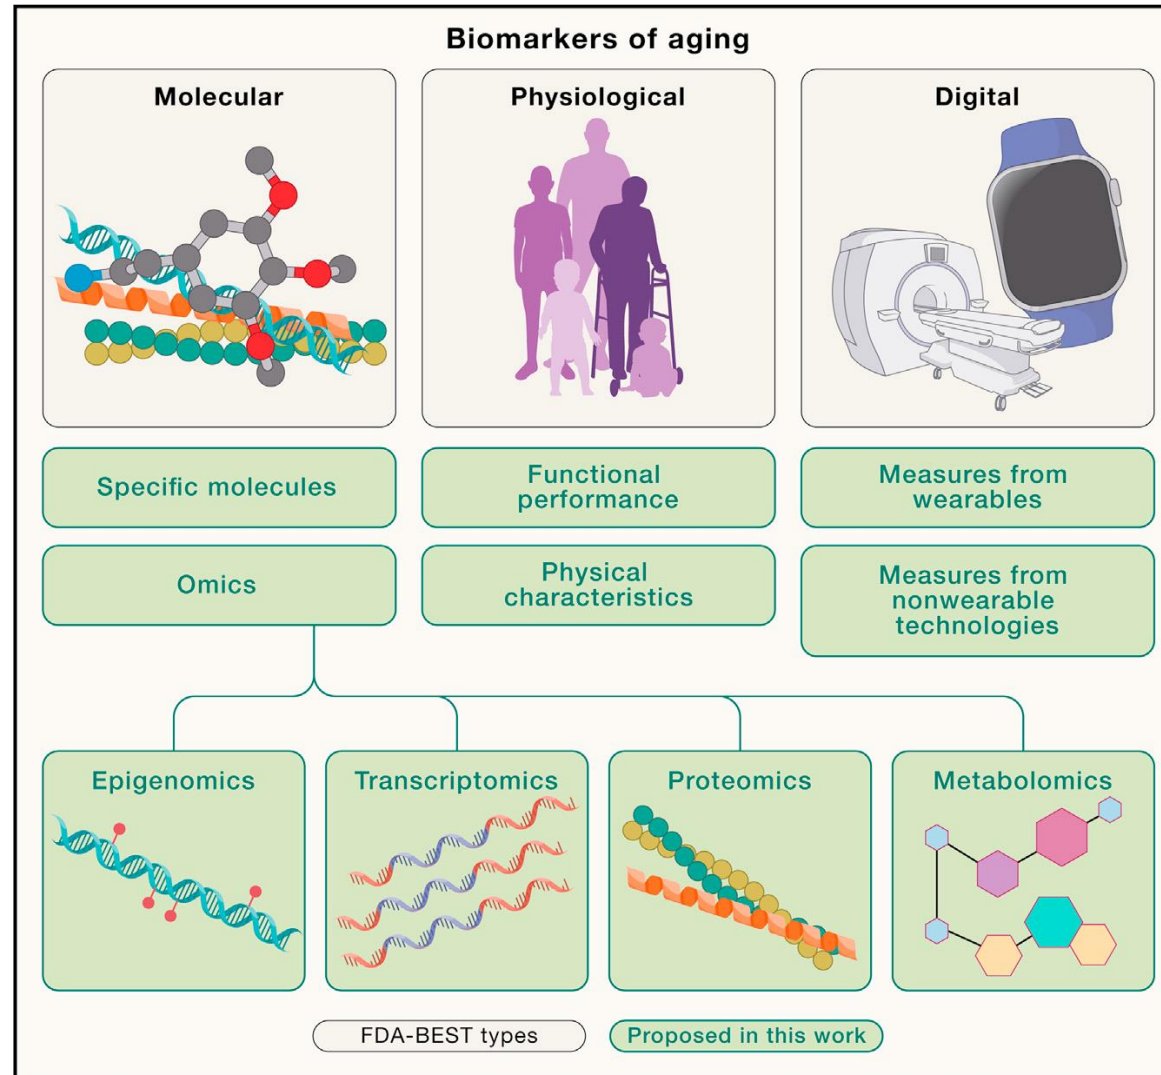 Biomarkers of aging
Molecular
Physiological
Digital
Specific molecules
Functional
performance
Measures from
wearables
Omics
Physical
characteristics
Measures from
nonwearable
technologies
Epigenomics
Transcriptomics
Proteomics
Metabolomics
FDA-BEST types
Proposed in this work